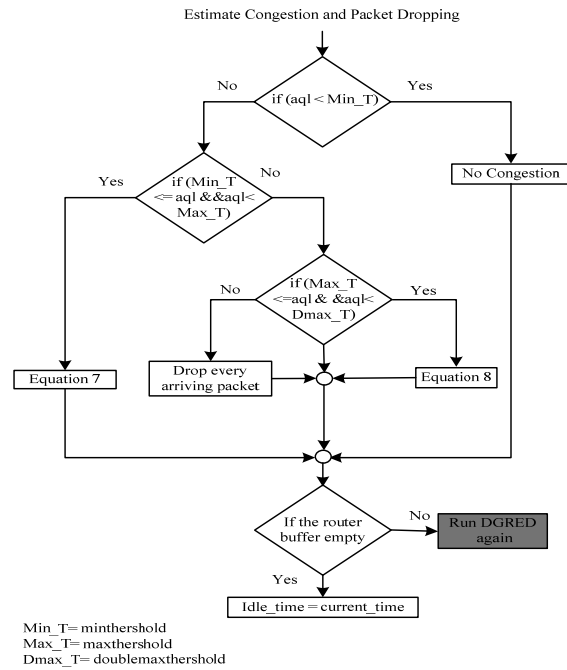 Estimate Congestion and Packet Dropping
No
Yes
if (aql < Min_T)
Yes
if (Min_T
<= aql &&aql<
Max_T)
No
No Congestion
No
if (Max_T
<=aql & &aql<
Dmax_T)
Yes
Equation 7
Drop every
arriving packet
Equation 8
If the router
buffer empty
No
Run DGRED
again
Yes
Idle_time = current_time
Min_T= minthershold
Max_T= maxthershold
Dmax_T= doublemaxthershold